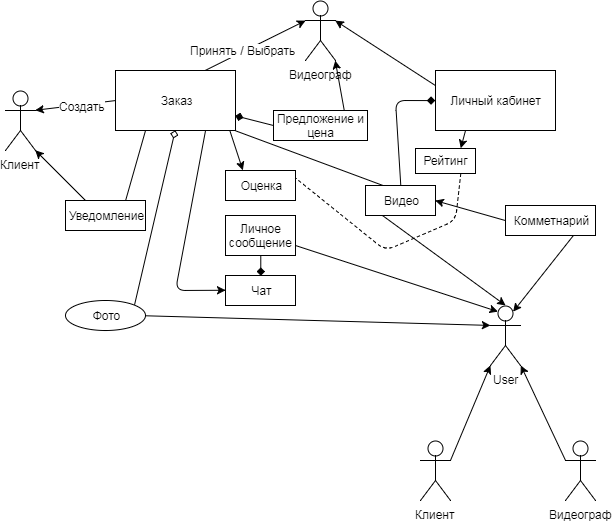 Принять / Выбрать
Видеограф
Создать
Заказ
Личный кабинет
Предложение и
цена
Клиент
Рейтинг
Оценка
Видео
Уведомление
Комметнарий
Личное
сообщение
Чат
Фото
User
Клиент
Видеограф